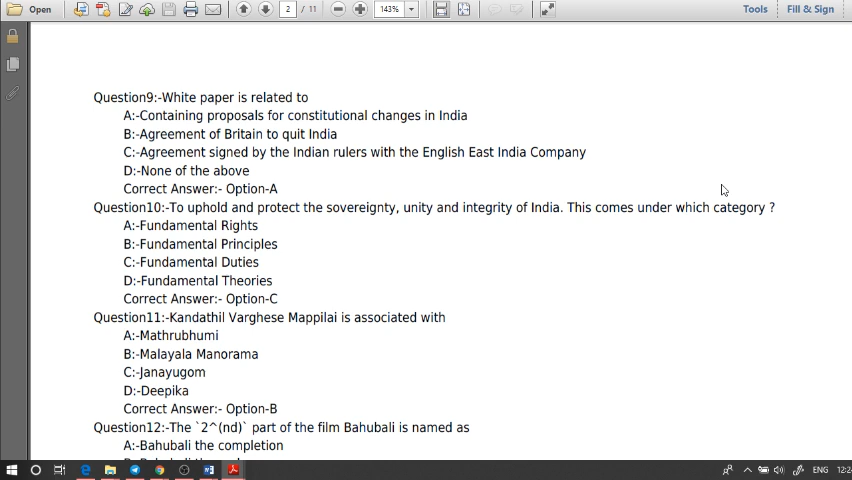 Open
2 / 11
143%
Tools
Fill & Sign
Question9:-White paper is related to
A:-Containing proposals for constitutional changes in India
B:-Agreement of Britain to quit India
C:-Agreement signed by the Indian rulers with the English East India Company
D:-None of the above
Correct Answer:- Option-A
Question10:-To uphold and protect the sovereignty, unity and integrity of India. This comes under which category ?
A:-Fundamental Rights
B:-Fundamental Principles
C:-Fundamental Duties
D:-Fundamental Theories
Correct Answer:- Option-C
Question11:-Kandathil Varghese Mappilai is associated with
A:-Mathrubhumi
B:-Malayala Manorama
C:-Janayugom
D:-Deepika
Correct Answer:- Option-B
Question12:-The `2^(nd)` part of the film Bahubali is named as
A:-Bahubali the completion
ENG